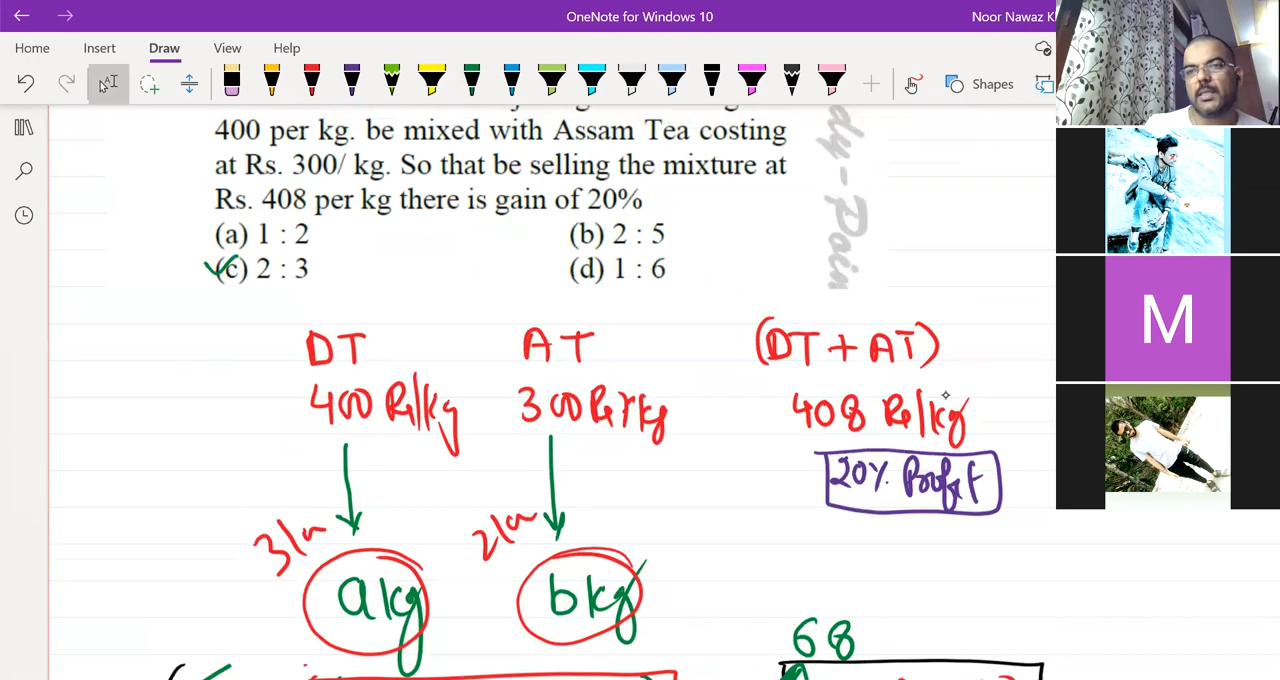 OneNote for Windows 10
Noor Nawaz K
Home Insert Draw View Help
Shapes
400 per kg. be mixed with Assam Tea costing
at Rs. 300/ kg. So that be selling the mixture at
Rs. 408 per kg there is gain of 20%
(a) 1 : 2 (b) 2 : 5
(c) 2 : 3 (d) 1 : 6
dy - Pain
M
DT AT (DT + AT)
400 Rs/kg 300 Rs/kg 408 Rs/kg
20% Profit
a kg b kg
68